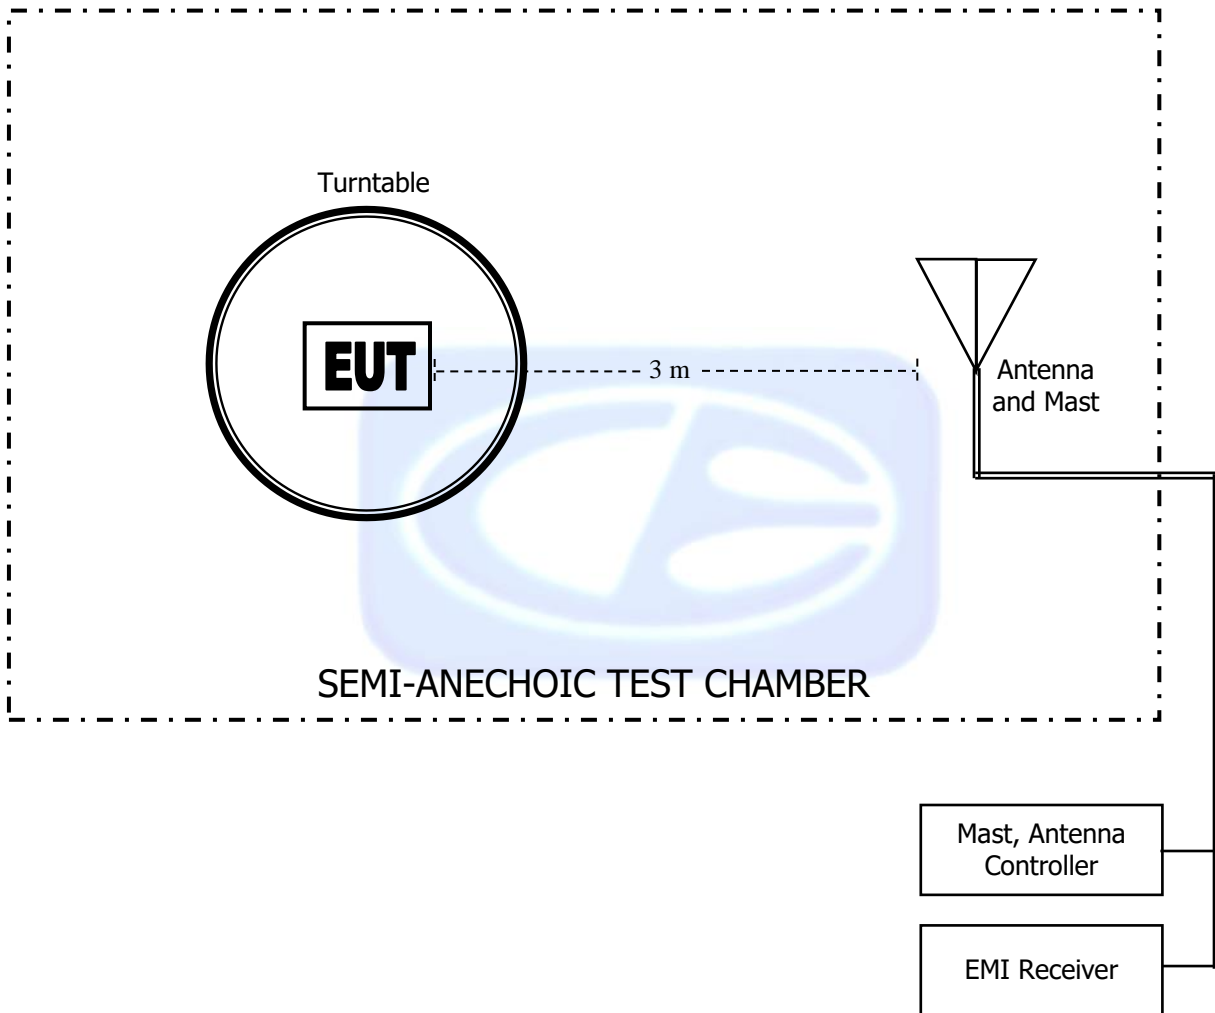 Turntable
EUT
3 m
Antenna
and Mast
SEMI-ANECHOIC TEST CHAMBER
Mast, Antenna
Controller
EMI Receiver